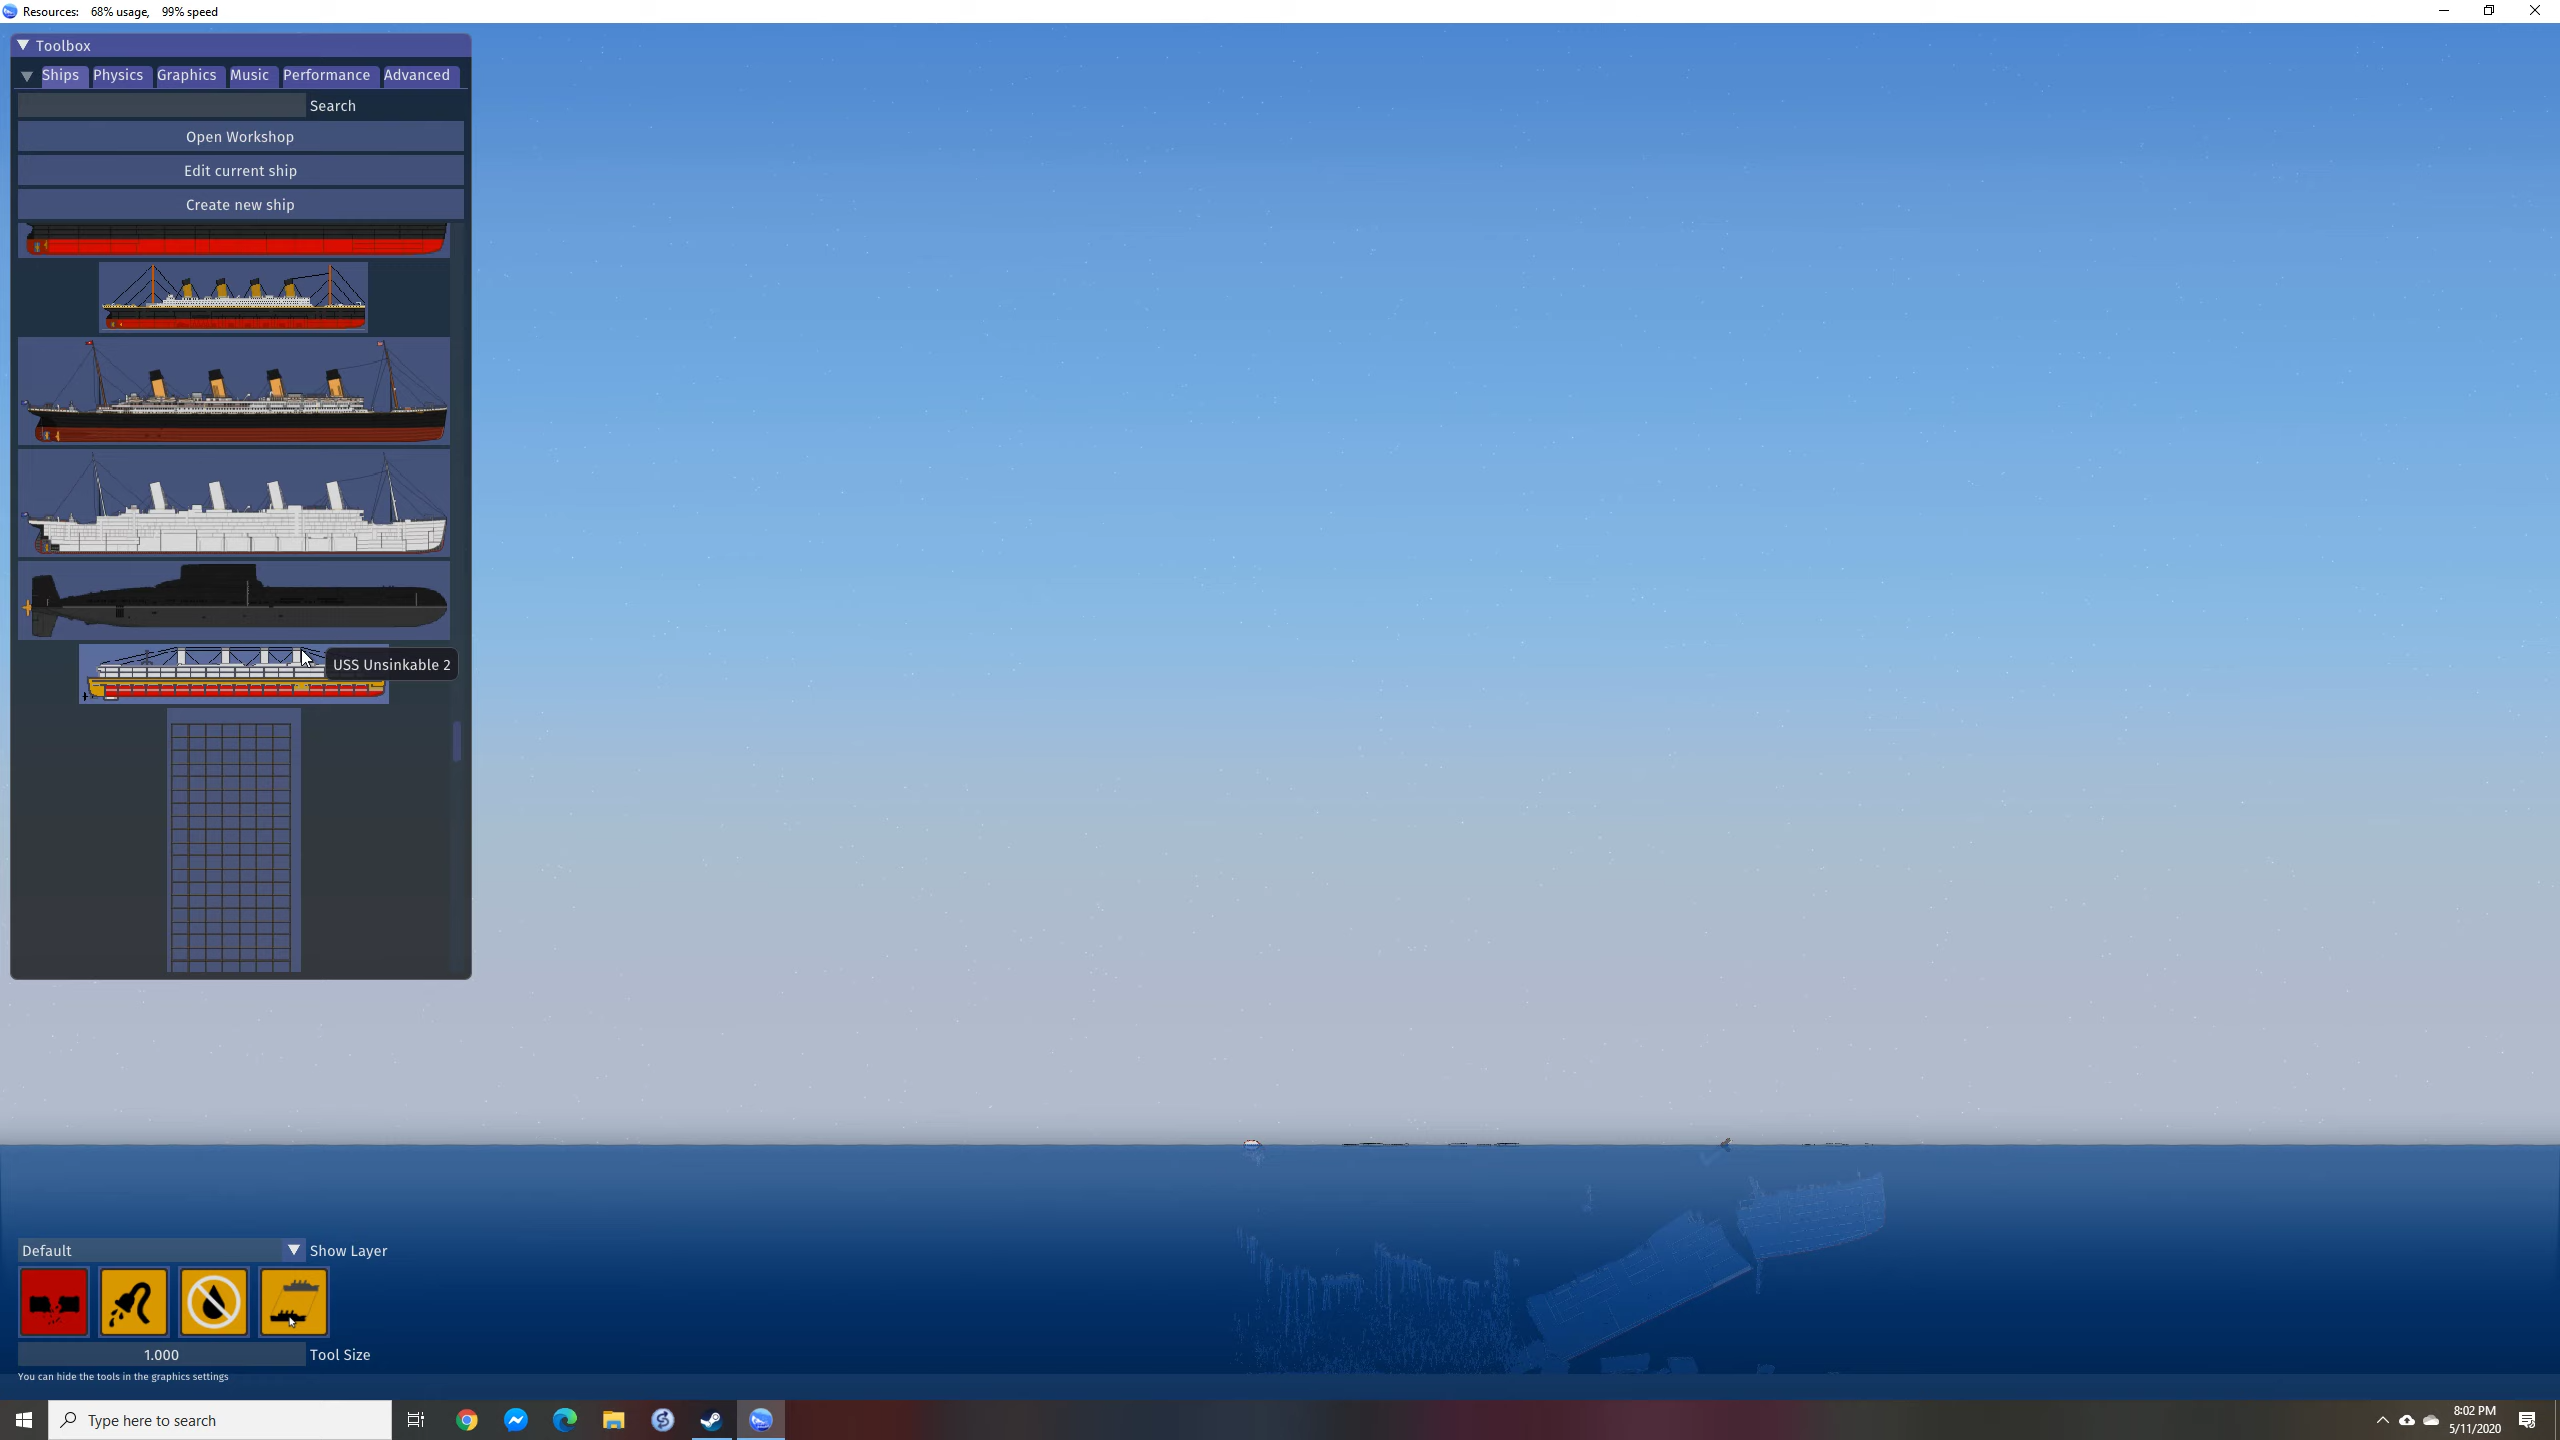 Resources: 68% usage, 99% speed
Toolbox
Ships Physics Graphics Music Performance Advanced
Search
Open Workshop
Edit current ship
Create new ship
USS Unsinkable 2
Default Show Layer
1.000 Tool Size
You can hide the tools in the graphics settings
Type here to search
8:02 PM
5/11/2020